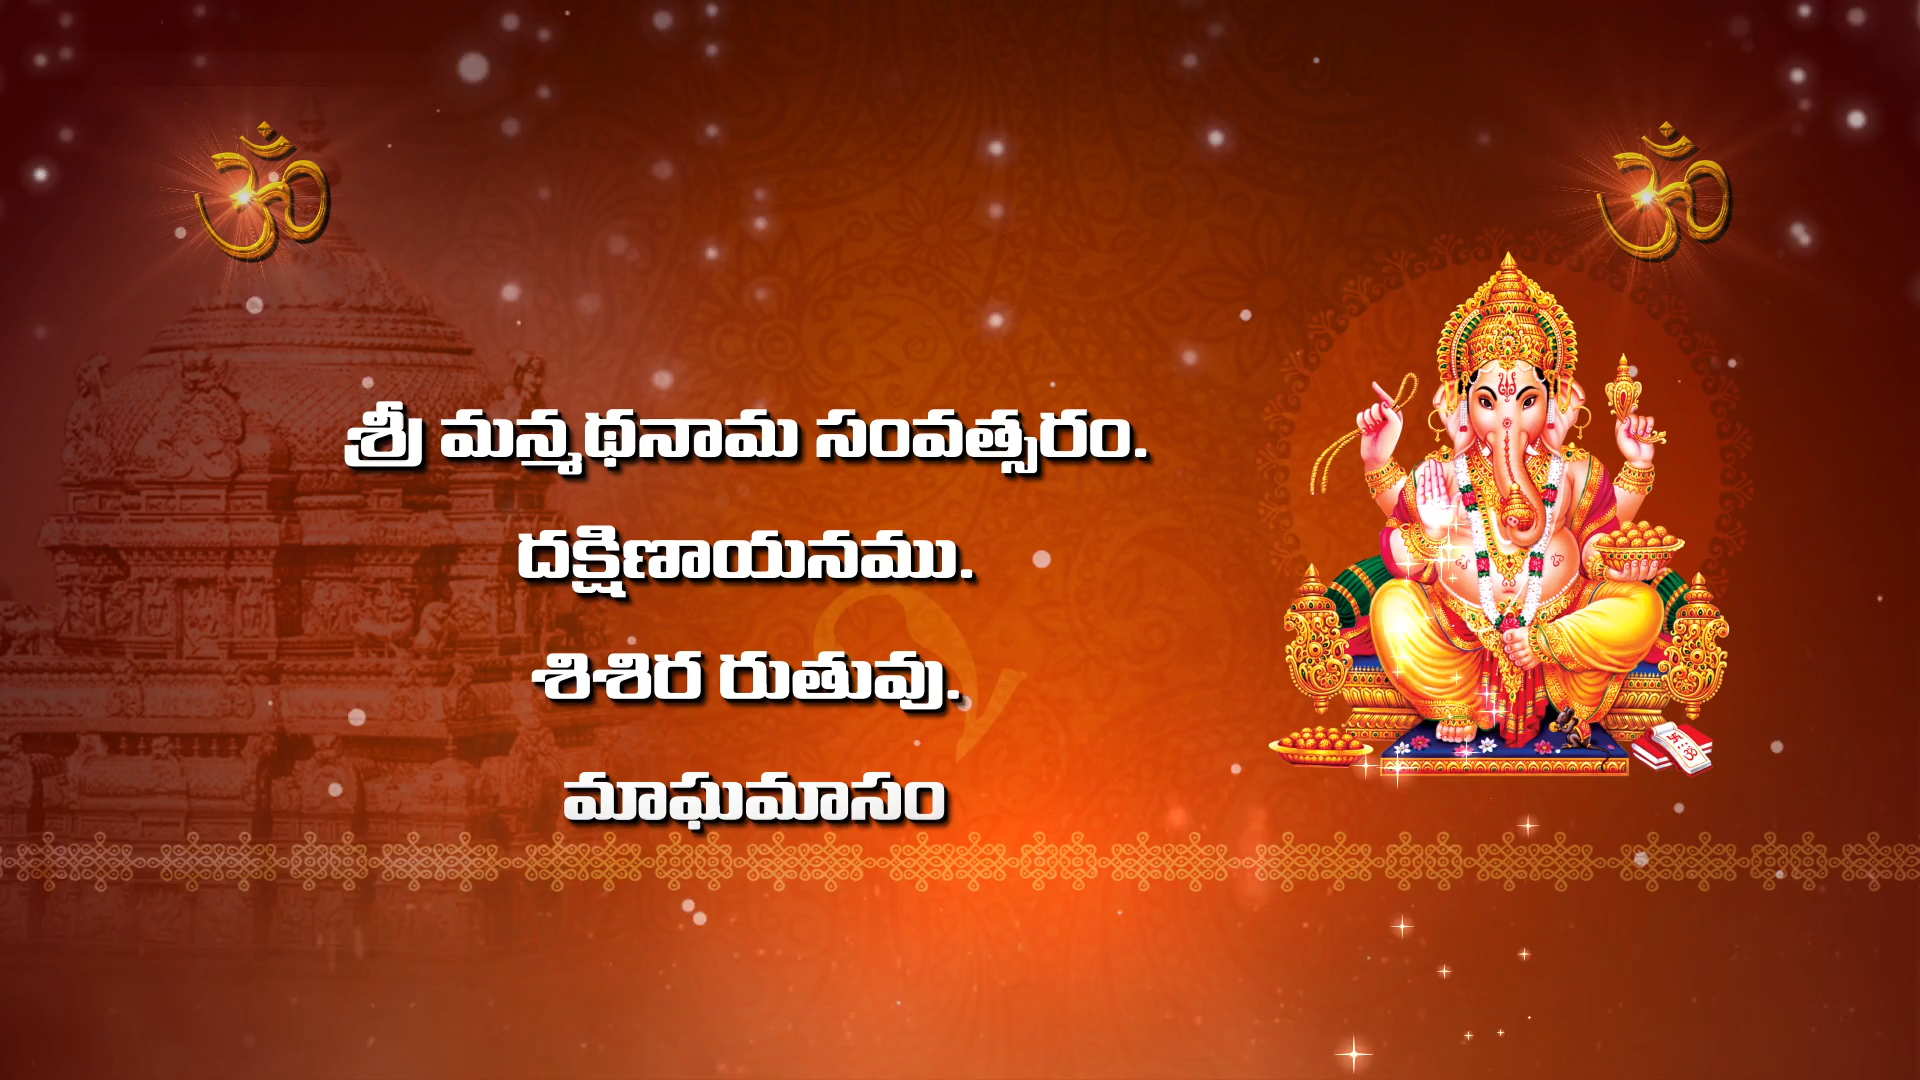 శ్రీ మన్మథనామ సంవత్సరం.
దక్షిణాయనము.
శిశిర రుతువు.
మాఘమాసం